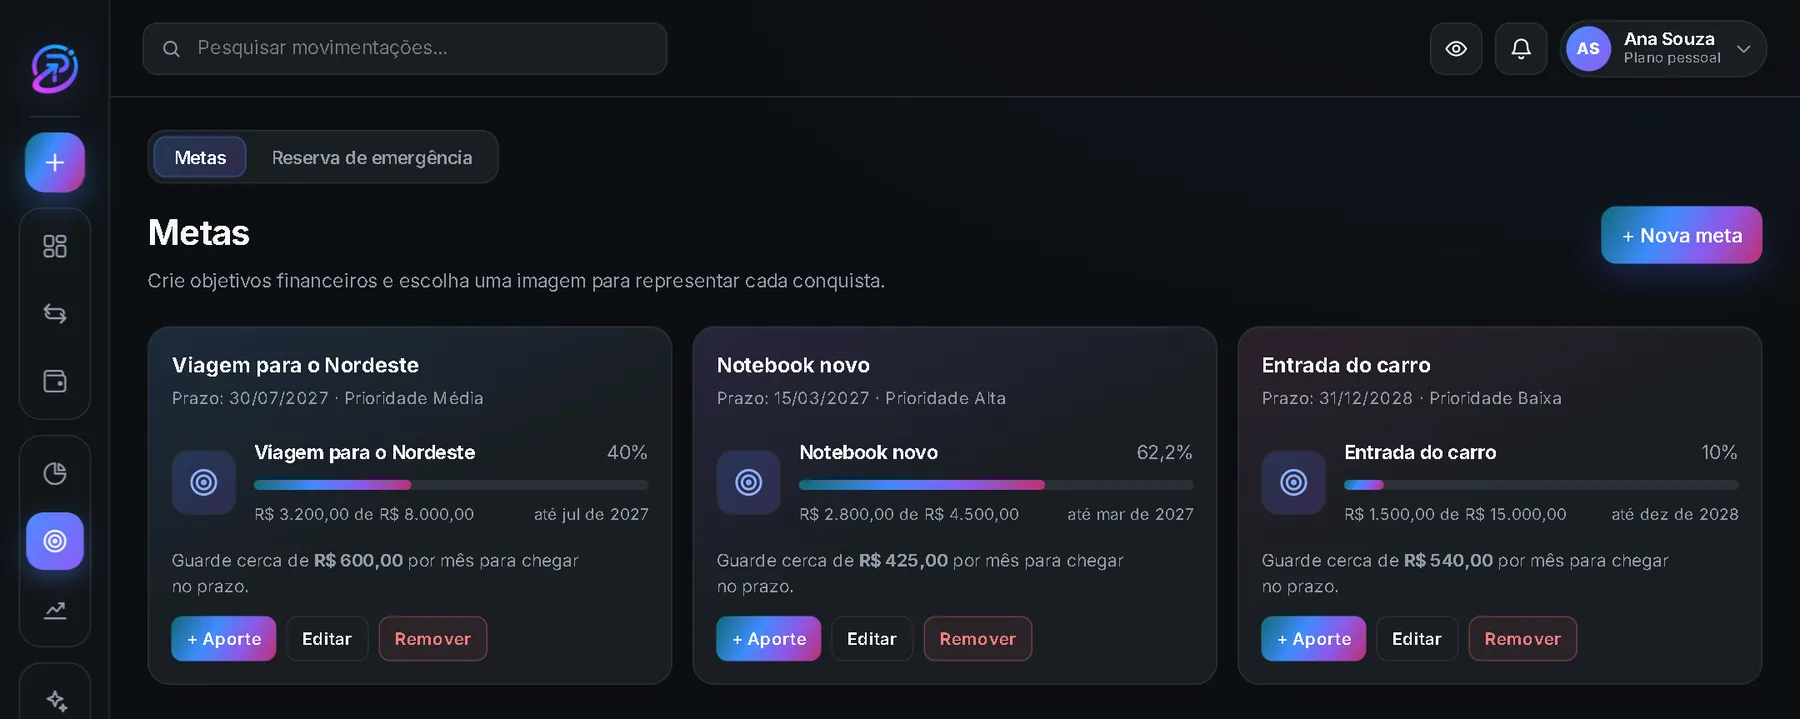 Pesquisar movimentações...
AS
Ana Souza
Plano pessoal
Metas
Reserva de emergência
Metas
+ Nova meta
Crie objetivos financeiros e escolha uma imagem para representar cada conquista.
Viagem para o Nordeste
Prazo: 30/07/2027 · Prioridade Média
Viagem para o Nordeste
40%
R$ 3.200,00 de R$ 8.000,00
até jul de 2027
Guarde cerca de R$ 600,00 por mês para chegar
no prazo.
+ Aporte
Editar
Remover
Notebook novo
Prazo: 15/03/2027 · Prioridade Alta
Notebook novo
62,2%
R$ 2.800,00 de R$ 4.500,00
até mar de 2027
Guarde cerca de R$ 425,00 por mês para chegar
no prazo.
+ Aporte
Editar
Remover
Entrada do carro
Prazo: 31/12/2028 · Prioridade Baixa
Entrada do carro
10%
R$ 1.500,00 de R$ 15.000,00
até dez de 2028
Guarde cerca de R$ 540,00 por mês para chegar
no prazo.
+ Aporte
Editar
Remover